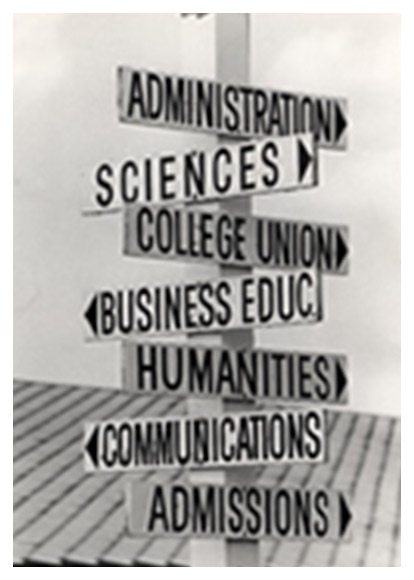 ADMINISTRATION
SCIENCES
COLLEGE UNION
BUSINESS EDUC.
HUMANITIES
COMMUNICATIONS
ADMISSIONS